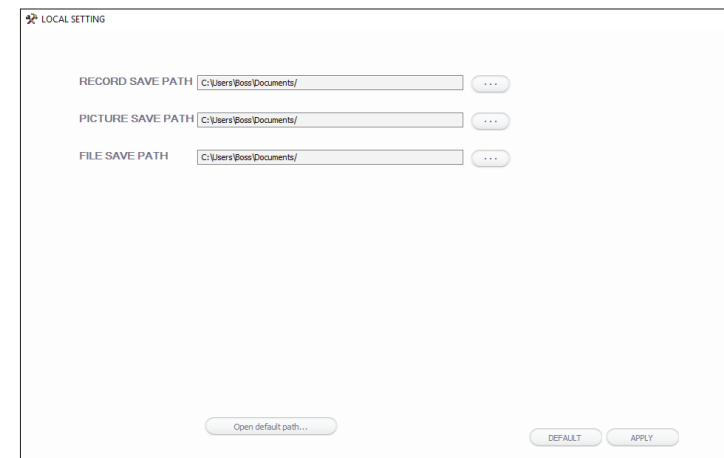 LOCAL SETTING
RECORD SAVE PATH C:\Users\Boss\Documents/ ...
PICTURE SAVE PATH C:\Users\Boss\Documents/ ...
FILE SAVE PATH C:\Users\Boss\Documents/ ...
Open default path...
DEFAULT APPLY